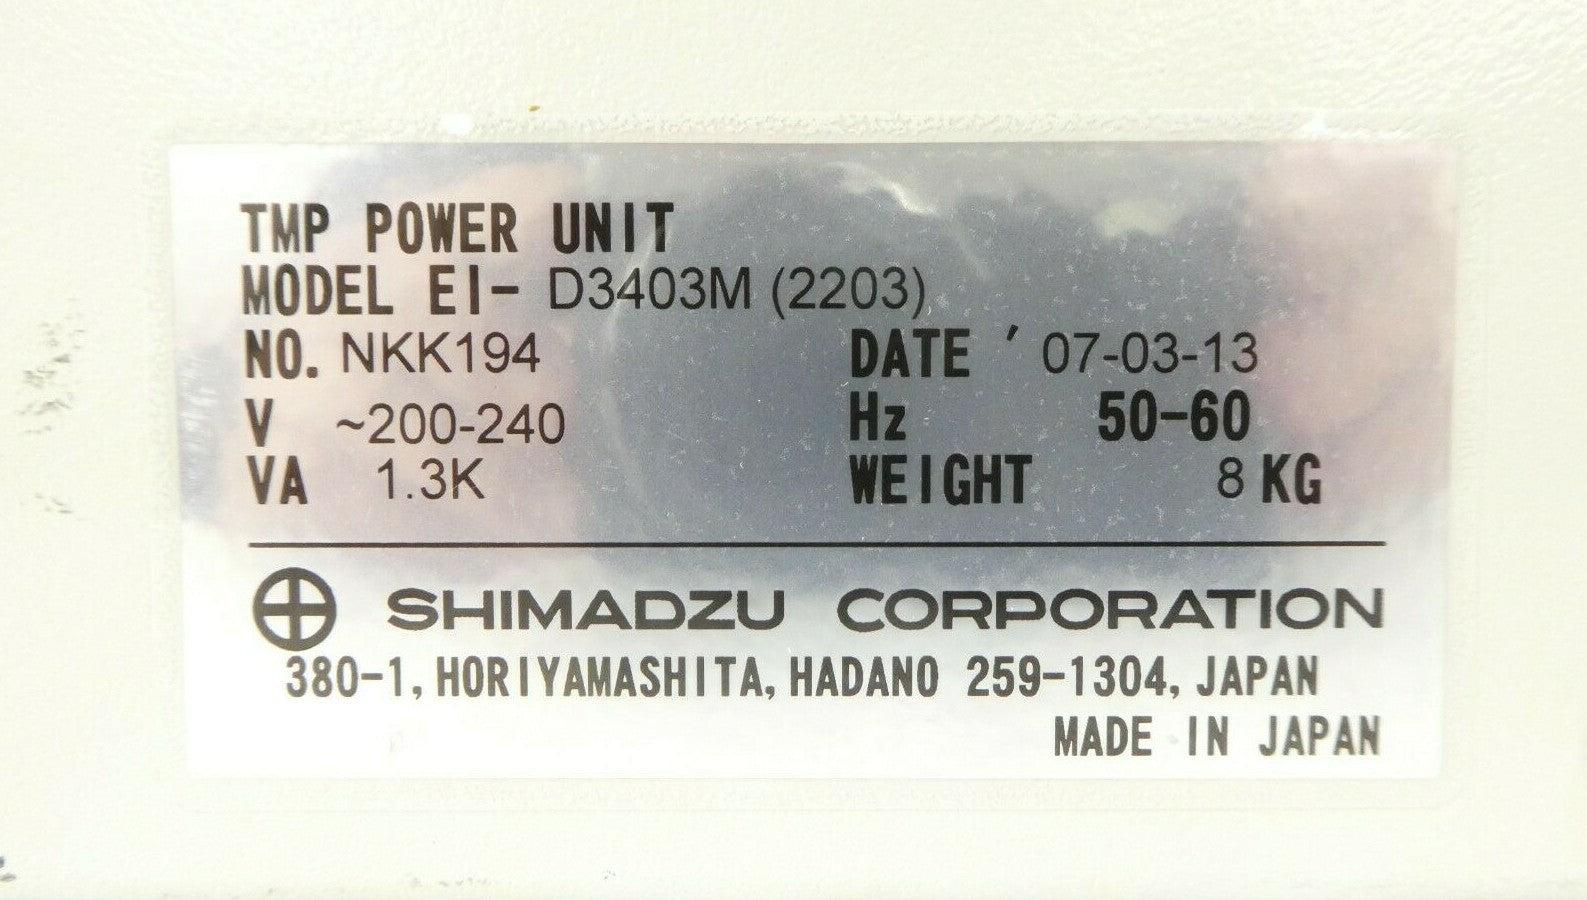 TMP POWER UNIT
MODEL EI- D3403M (2203)
NO. NKK194 DATE ' 07-03-13
V ~200-240 Hz 50-60
VA 1.3K WEIGHT 8 KG
SHIMADZU CORPORATION
380-1, HORIYAMASHITA, HADANO 259-1304, JAPAN
MADE IN JAPAN